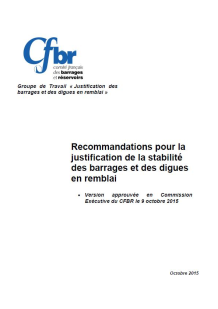 Cfbr
comité français
des barrages
et réservoirs
Groupe de Travail « Justification des
barrages et des digues en remblai »
Recommandations pour la
justification de la stabilité
des barrages et des digues
en remblai
• Version approuvée en Commission
Exécutive du CFBR le 9 octobre 2015
Octobre 2015